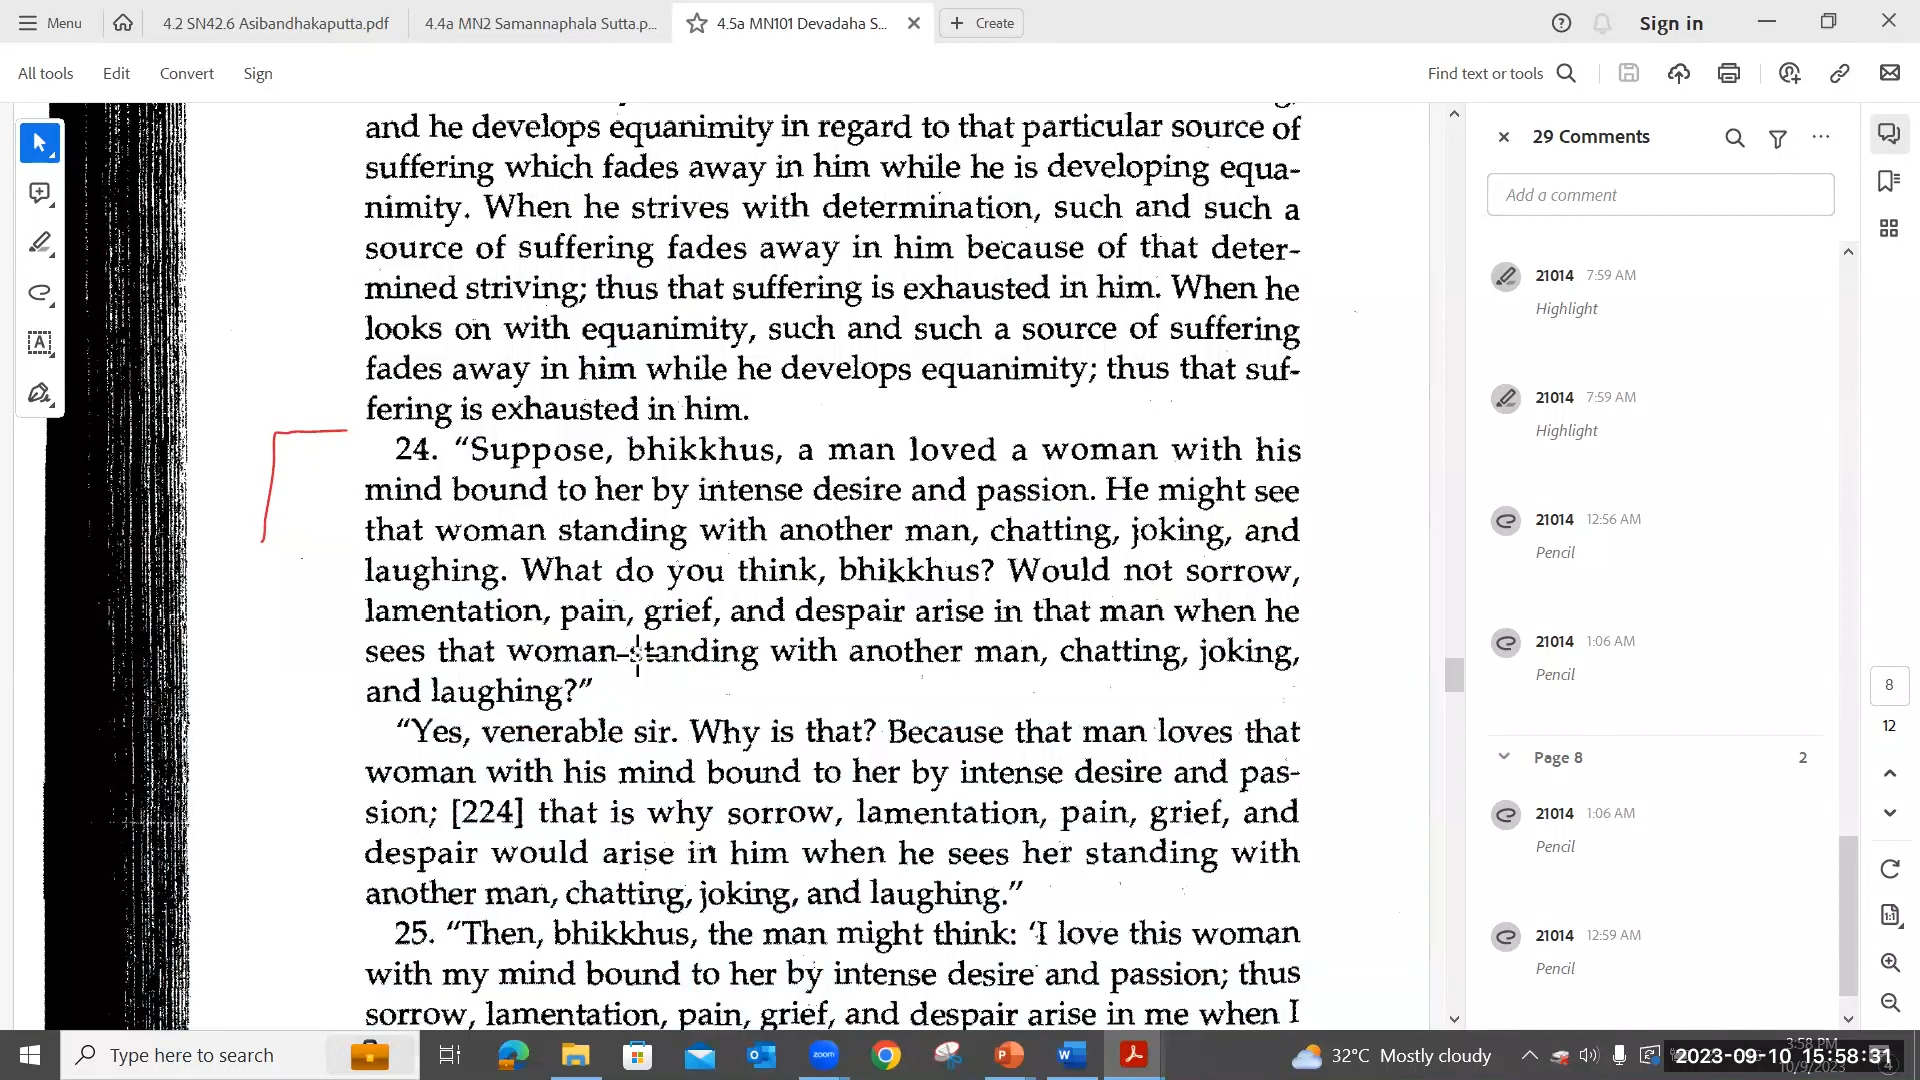 Menu
4.2 SN42.6 Asibandhakaputta.pdf
4.4a MN2 Samannaphala Sutta.p...
4.5a MN101 Devadaha S...
Create
Sign in
All tools
Edit
Convert
Sign
Find text or tools
and he develops equanimity in regard to that particular source of
suffering which fades away in him while he is developing equa-
nimity. When he strives with determination, such and such a
source of suffering fades away in him because of that deter-
mined striving; thus that suffering is exhausted in him. When he
looks on with equanimity, such and such a source of suffering
fades away in him while he develops equanimity; thus that suf-
fering is exhausted in him.
24. “Suppose, bhikkhus, a man loved a woman with his
mind bound to her by intense desire and passion. He might see
that woman standing with another man, chatting, joking, and
laughing. What do you think, bhikkhus? Would not sorrow,
lamentation, pain, grief, and despair arise in that man when he
sees that woman standing with another man, chatting, joking,
and laughing?”
“Yes, venerable sir. Why is that? Because that man loves that
woman with his mind bound to her by intense desire and pas-
sion; [224] that is why sorrow, lamentation, pain, grief, and
despair would arise in him when he sees her standing with
another man, chatting, joking, and laughing.”
25. “Then, bhikkhus, the man might think: ‘I love this woman
with my mind bound to her by intense desire and passion; thus
sorrow, lamentation, pain, grief, and despair arise in me when I
29 Comments
Add a comment
21014 7:59 AM
Highlight
21014 7:59 AM
Highlight
21014 12:56 AM
Pencil
21014 1:06 AM
Pencil
Page 8 2
21014 1:06 AM
Pencil
21014 12:59 AM
Pencil
8
12
Type here to search
zoom
32°C Mostly cloudy
3:58 PM
2023-09-10 15:58:31
10/9/2023